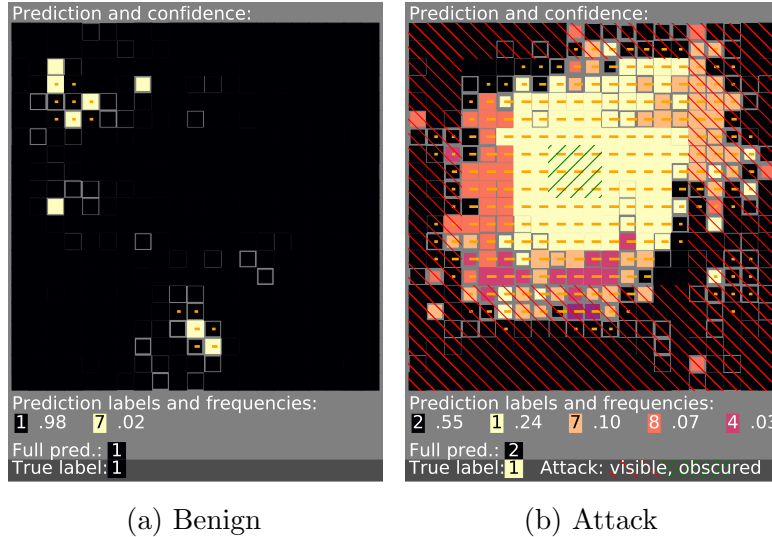 Prediction and confidence:
Prediction labels and frequencies:
1 .98 7 .02
Full pred.: 1
True label: 1
(a) Benign
Prediction and confidence:
Prediction labels and frequencies:
2 .55 1 .24 7 .10 8 .07 4 .03
Full pred.: 2
True label: 1 Attack: visible, obscured
(b) Attack